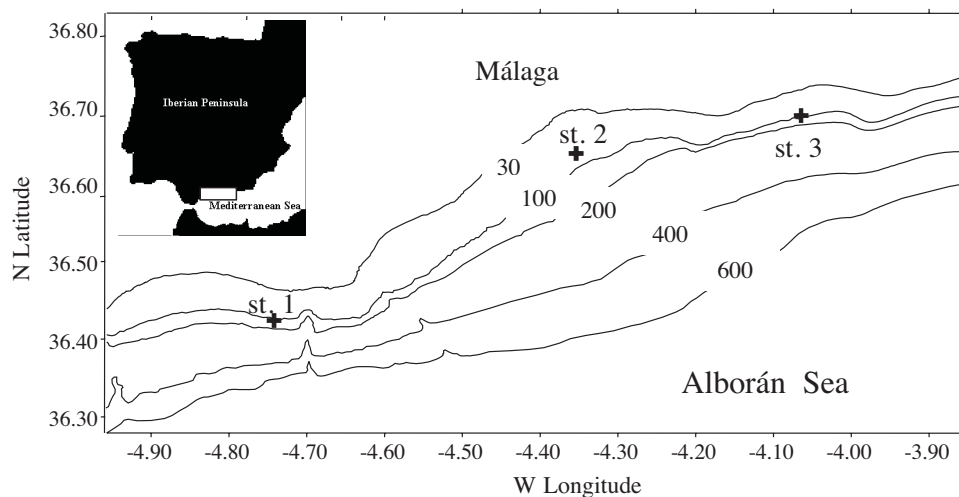 36.80
36.70
36.60
36.50
36.40
36.30
N Latitude
Iberian Peninsula
Mediterranean Sea
Málaga
st. 1
st. 2
st. 3
30
100
200
400
600
Alborán Sea
-4.90
-4.80
-4.70
-4.60
-4.50
-4.40
-4.30
-4.20
-4.10
-4.00
-3.90
W Longitude